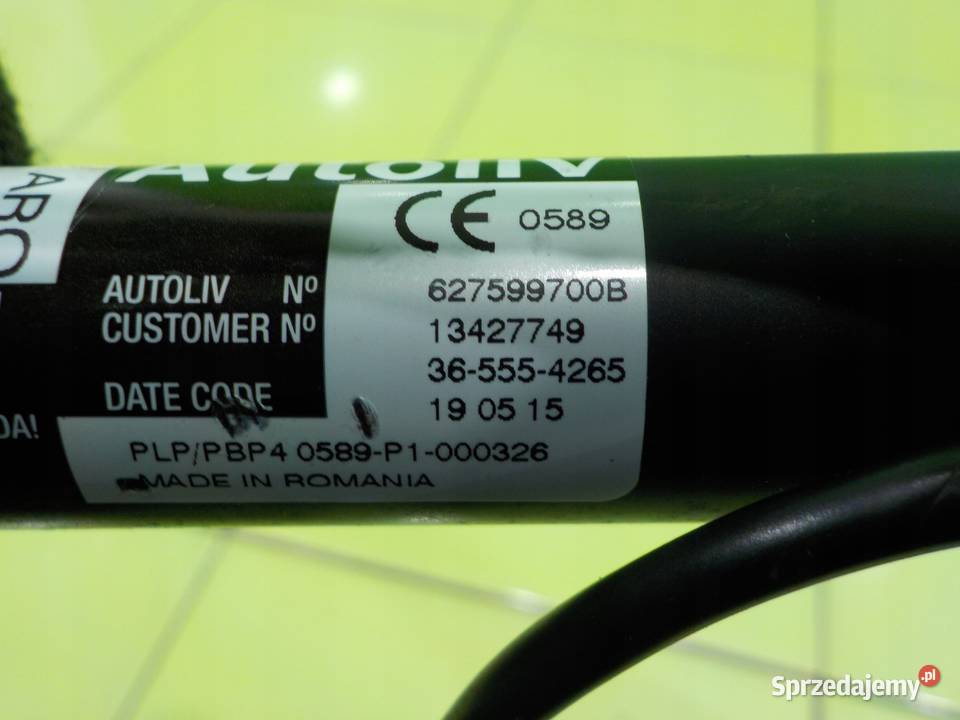 Autoliv
CE 0589
AUTOLIV Nº 627599700B
CUSTOMER Nº 13427749
36-555-4265
DATE CODE 19 05 15
PLP/PBP4 0589-P1-000326
MADE IN ROMANIA
DA!
Sprzedajemy.pl